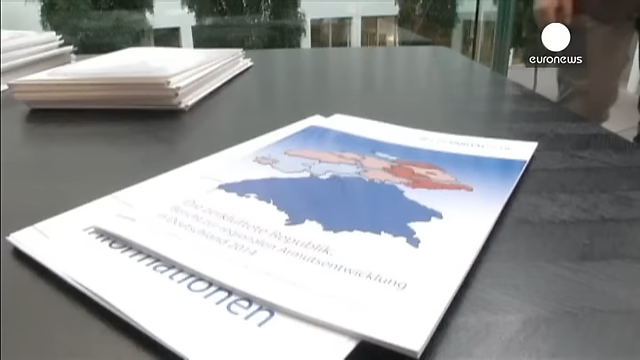 euronews
Die zerklüftete Republik.
Bericht zur regionalen Armutsentwicklung
in Deutschland 2014
Informationen